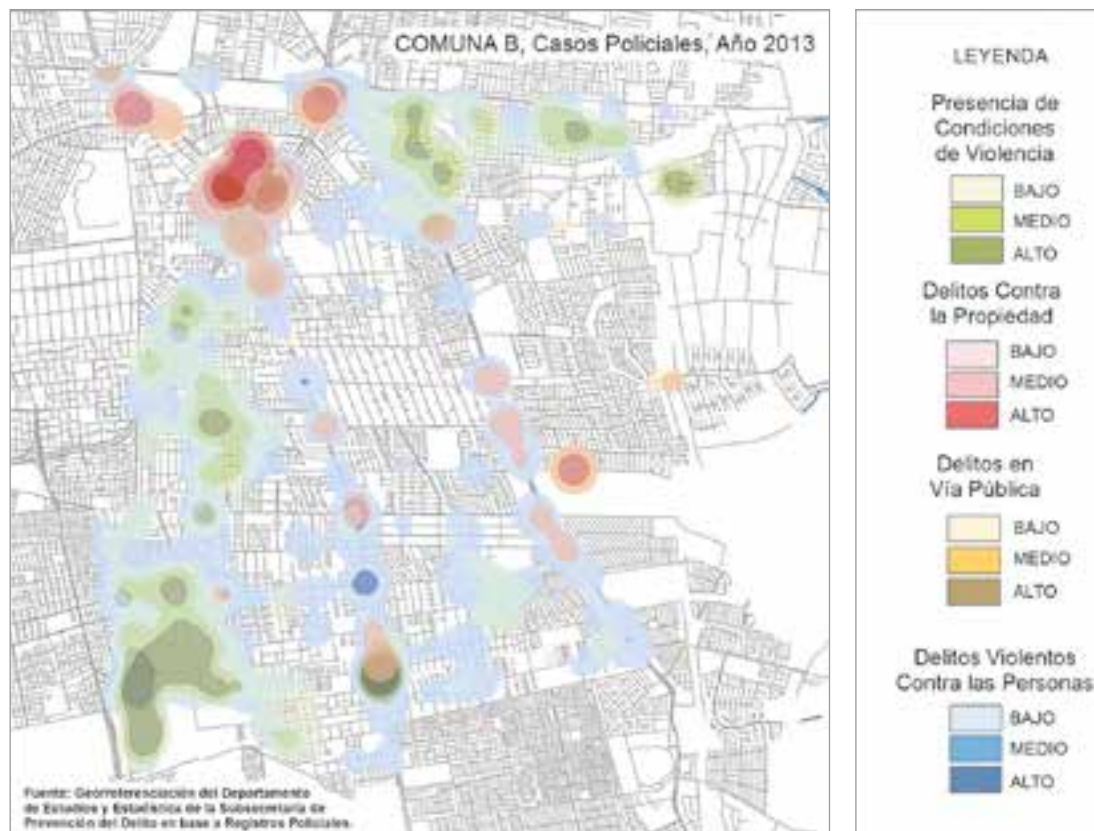 COMUNA B, Casos Policiales, Año 2013
Fuente: Georreferenciación del Departamento
de Estudios y Estadística de la Subsecretaría de
Prevención del Delito en base a Registros Policiales.
LEYENDA
Presencia de
Condiciones
de Violencia
BAJO
MEDIO
ALTO
Delitos Contra
la Propiedad
BAJO
MEDIO
ALTO
Delitos en
Vía Pública
BAJO
MEDIO
ALTO
Delitos Violentos
Contra las Personas
BAJO
MEDIO
ALTO